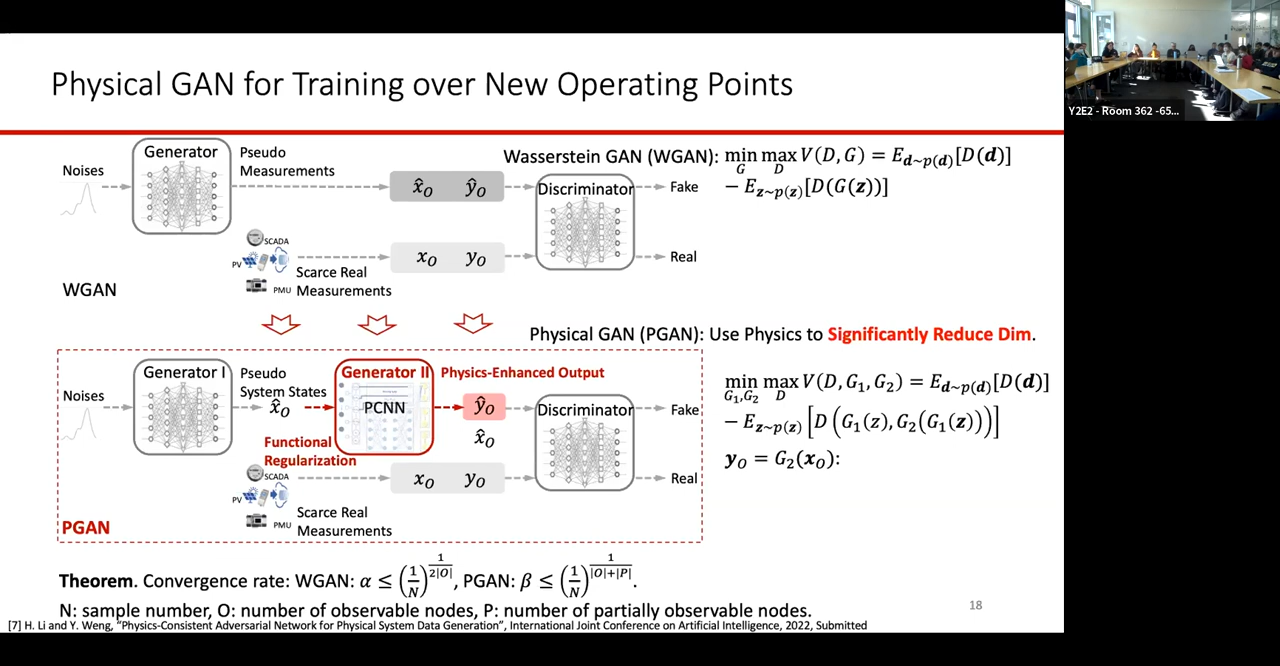 Physical GAN for Training over New Operating Points
Y2E2 - Room 362 -65...
Noises
Generator
Pseudo
Measurements
x̂_O ŷ_O
Discriminator
Fake
Wasserstein GAN (WGAN): min_G max_D V(D, G) = E_{d~p(d)}[D(d)]
− E_{z~p(z)}[D(G(z))]
SCADA
PV
PMU
Scarce Real
Measurements
x_O y_O
Real
WGAN
Physical GAN (PGAN): Use Physics to Significantly Reduce Dim.
Noises
Generator I
Pseudo
System States
x̂_O
Generator II
PCNN
Physics-Enhanced Output
ŷ_O
x̂_O
Discriminator
Fake
Functional
Regularization
SCADA
PV
PMU
Scarce Real
Measurements
x_O y_O
Real
PGAN
min_{G_1,G_2} max_D V(D, G_1, G_2) = E_{d~p(d)}[D(d)]
− E_{z~p(z)}[D(G_1(z), G_2(G_1(z)))]
y_O = G_2(x_O):
Theorem. Convergence rate: WGAN: α ≤ (1/N)^{1/(2|O|)}, PGAN: β ≤ (1/N)^{1/(|O|+|P|)}.
N: sample number, O: number of observable nodes, P: number of partially observable nodes.
18
[7] H. Li and Y. Weng, "Physics-Consistent Adversarial Network for Physical System Data Generation", International Joint Conference on Artificial Intelligence, 2022, Submitted